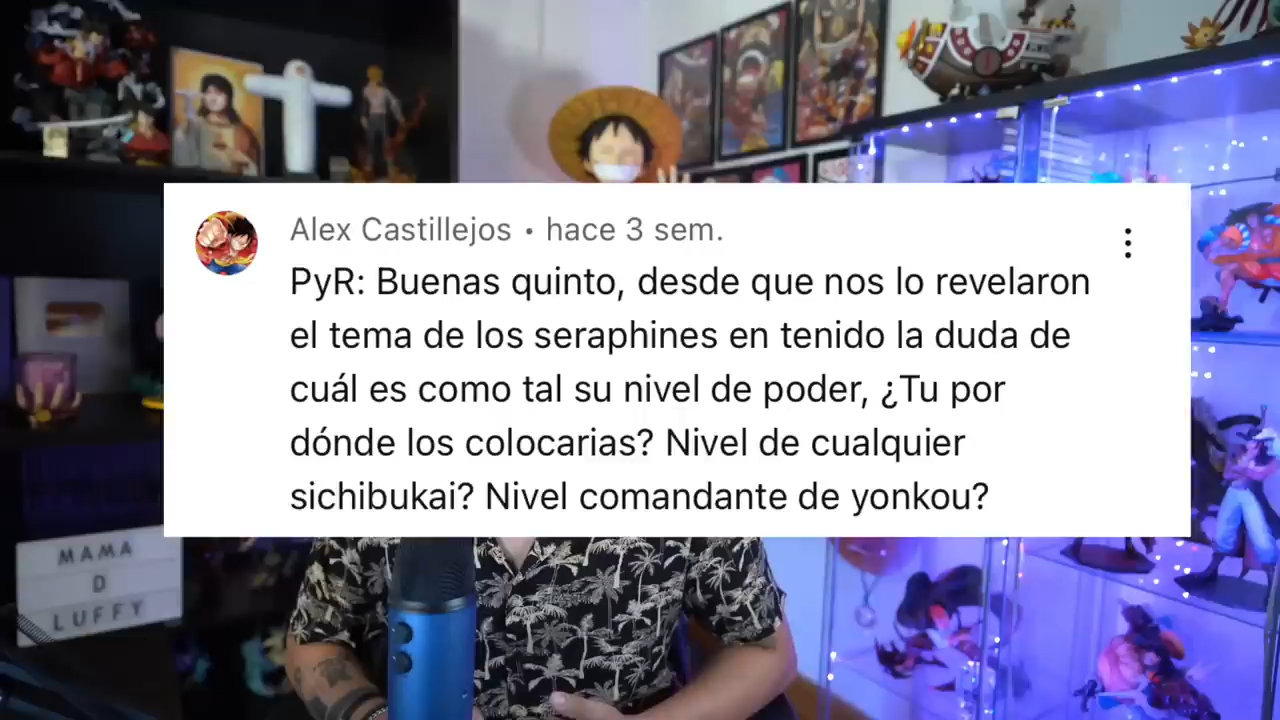 Alex Castillejos • hace 3 sem.
PyR: Buenas quinto, desde que nos lo revelaron
el tema de los seraphines en tenido la duda de
cuál es como tal su nivel de poder, ¿Tu por
dónde los colocarias? Nivel de cualquier
sichibukai? Nivel comandante de yonkou?
MAMA
D
LUFFY